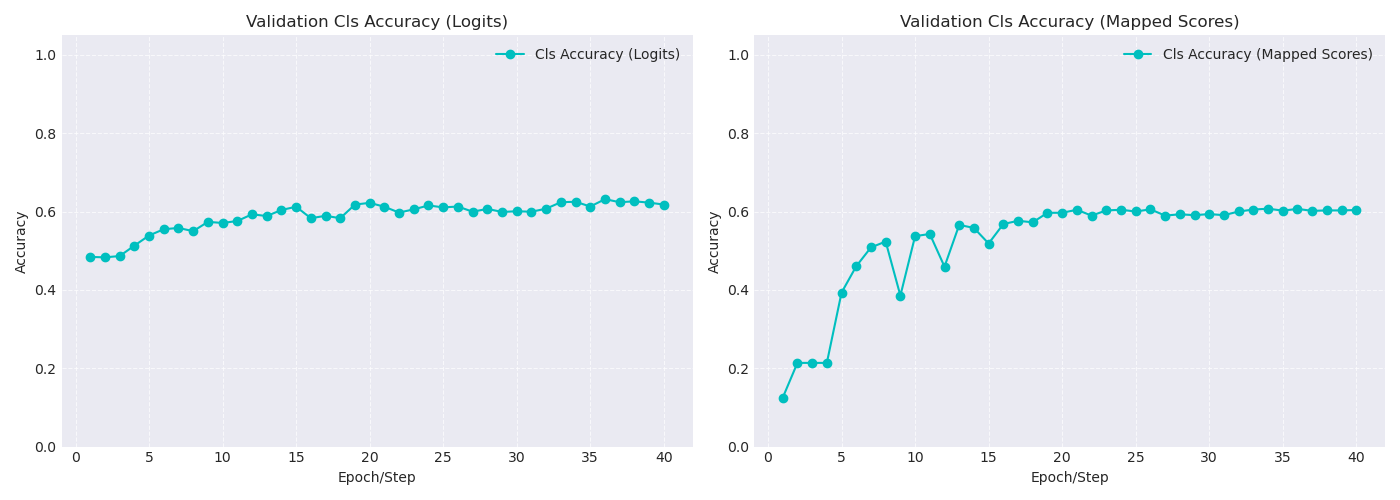 Validation Cls Accuracy (Logits)
Cls Accuracy (Logits)
1.0
0.8
0.6
0.4
0.2
0.0
Accuracy
0 5 10 15 20 25 30 35 40
Epoch/Step
Validation Cls Accuracy (Mapped Scores)
Cls Accuracy (Mapped Scores)
1.0
0.8
0.6
0.4
0.2
0.0
Accuracy
0 5 10 15 20 25 30 35 40
Epoch/Step